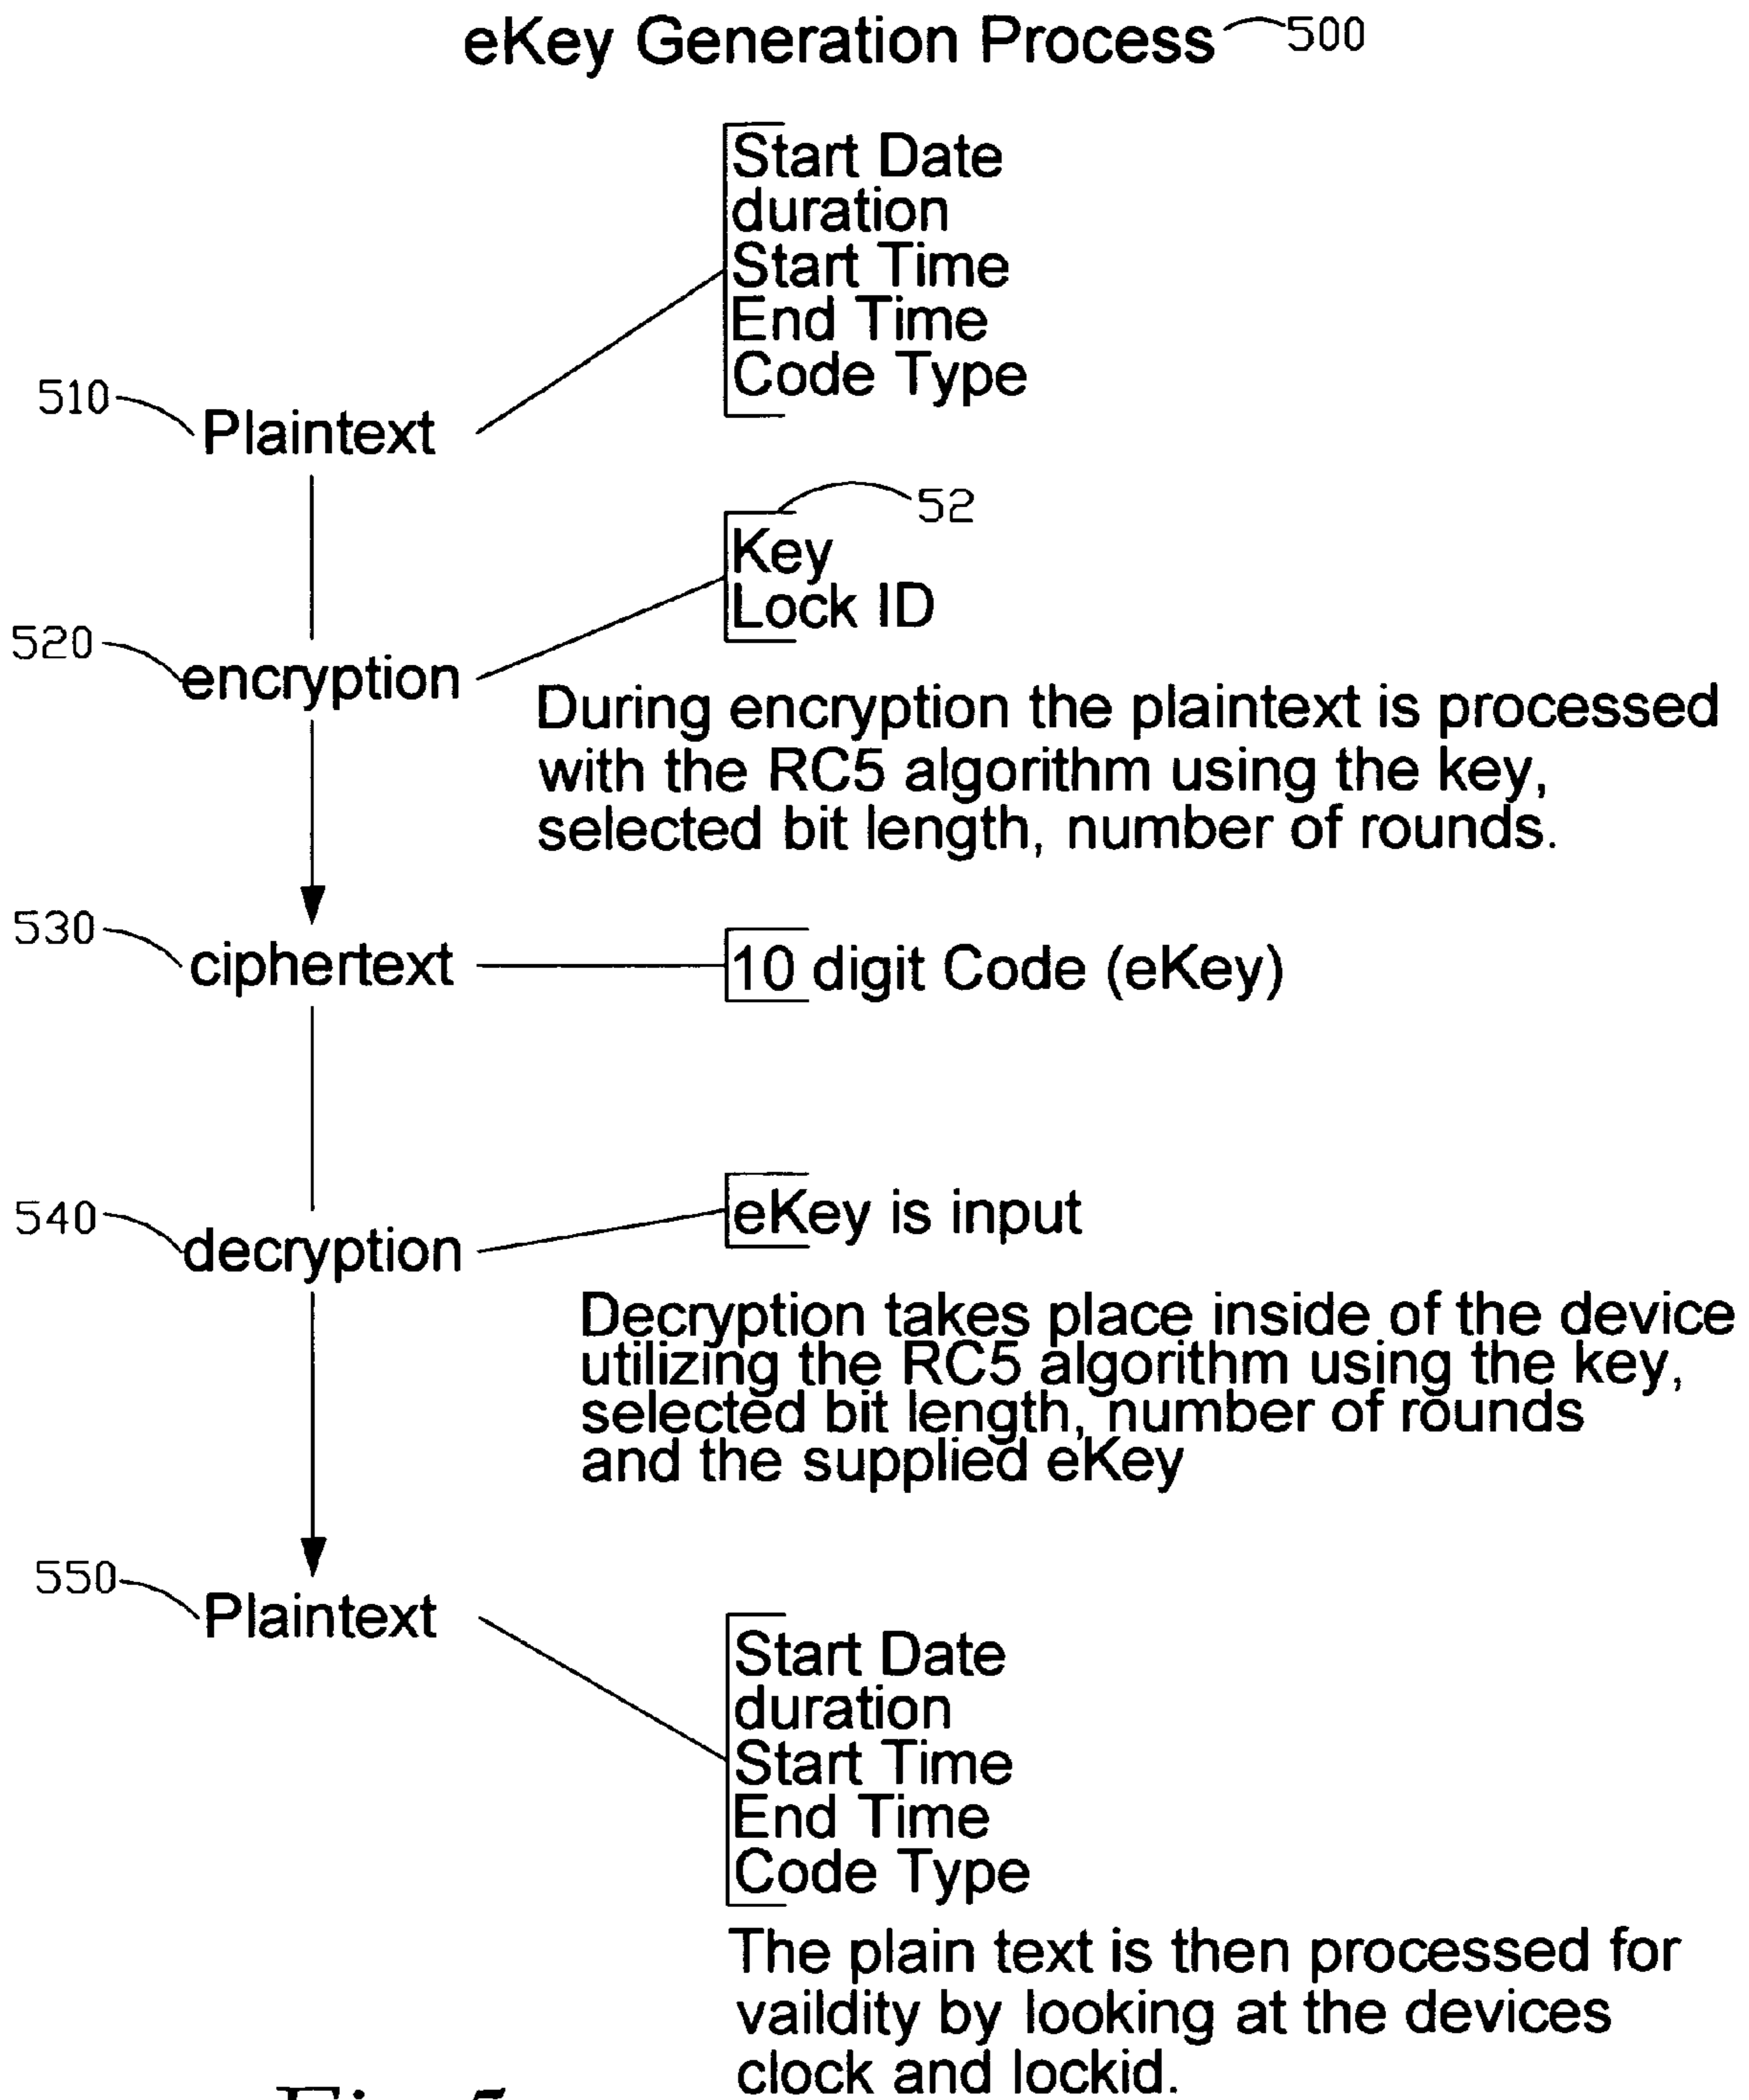 eKey Generation Process 500
Start Date
duration
Start Time
End Time
Code Type
510
Plaintext
52
Key
Lock ID
520
encryption
During encryption the plaintext is processed
with the RC5 algorithm using the key,
selected bit length, number of rounds.
530
ciphertext
10 digit Code (eKey)
540
decryption
eKey is input
Decryption takes place inside of the device
utilizing the RC5 algorithm using the key,
selected bit length, number of rounds
and the supplied eKey
550
Plaintext
Start Date
duration
Start Time
End Time
Code Type
The plain text is then processed for
vaildity by looking at the devices
clock and lockid.